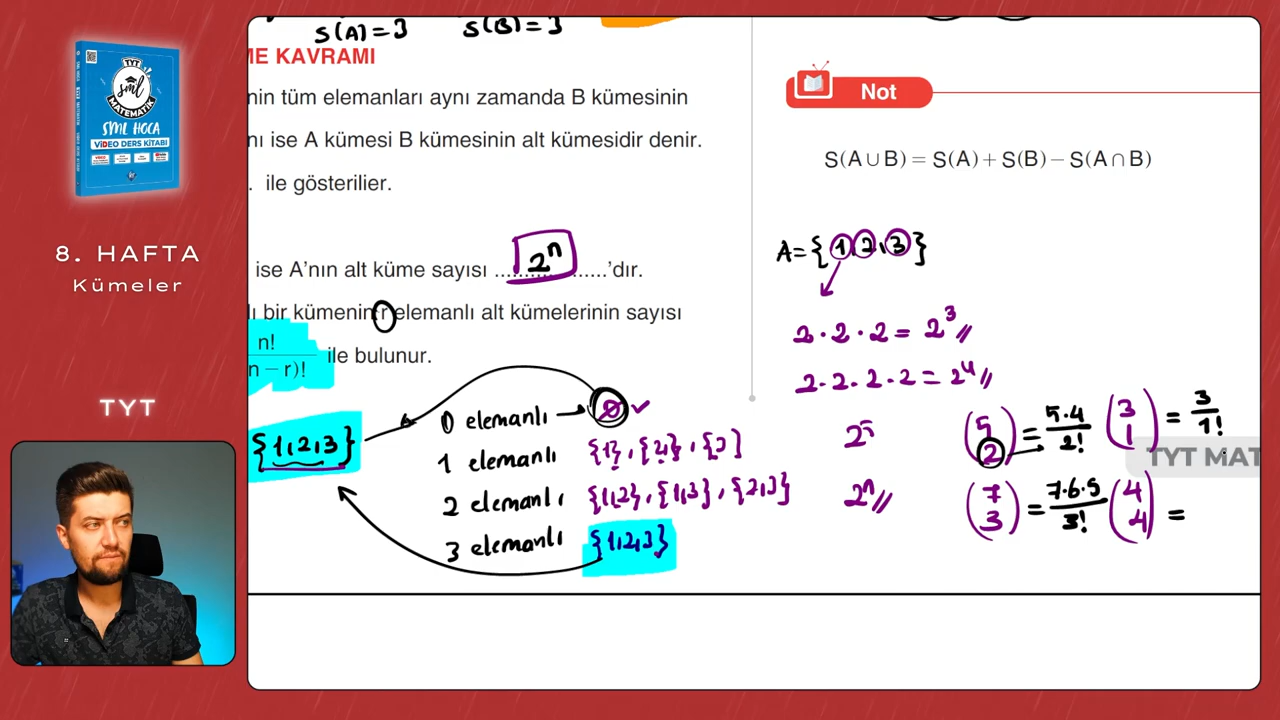 TYT
sml
MATEMATİK
SML HOCA
VİDEO DERS KİTABI
8. HAFTA
Kümeler
TYT
S(A)=3 S(B)=3
ME KAVRAMI
nin tüm elemanları aynı zamanda B kümesinin
nı ise A kümesi B kümesinin alt kümesidir denir.
. ile gösterilier.
ise A'nın alt küme sayısı ......2ⁿ......'dır.
lı bir kümenin r elemanlı alt kümelerinin sayısı
n!
n − r)! ile bulunur.
{1,2,3}
0 elemanlı → ∅ ✓
1 elemanlı {1}, {2}, {3}
2 elemanlı {1,2}, {1,3}, {2,3}
3 elemanlı {1,2,3}
Not
S(A ∪ B) = S(A) + S(B) − S(A ∩ B)
A={1,2,3}
2·2·2 = 2³ //
2·2·2·2 = 2⁴ //
2⁵
2ⁿ //
(5 2) = 5·4/2! (3 1) = 3/1!
TYT MAT
(7 3) = 7·6·5/3! (4 4) =